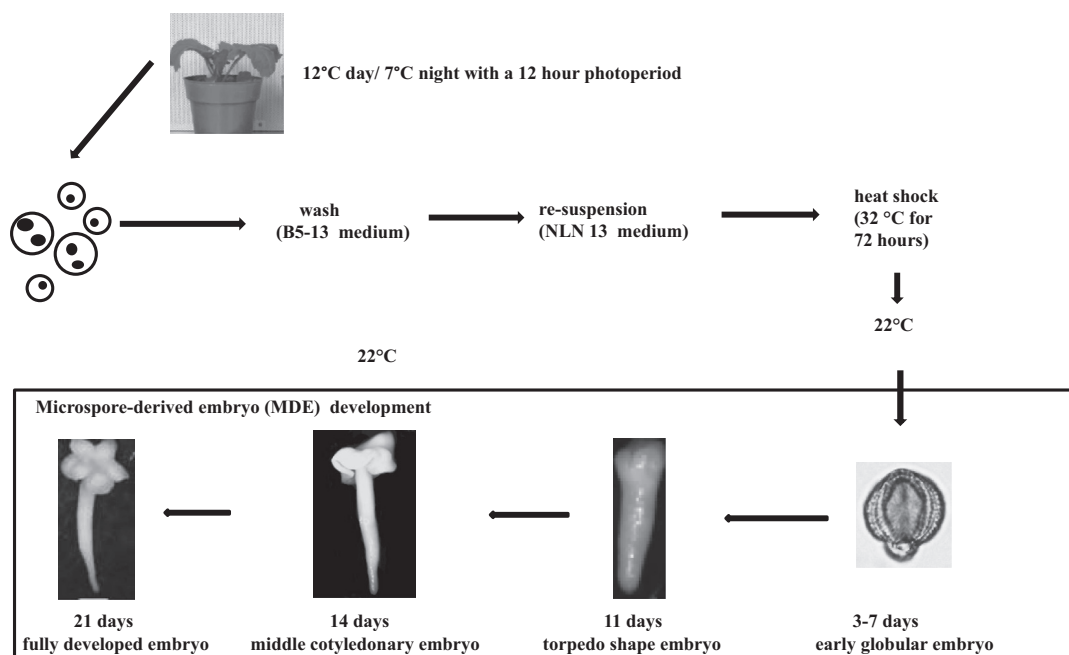 12°C day/ 7°C night with a 12 hour photoperiod
wash
(B5-13 medium)
re-suspension
(NLN 13 medium)
heat shock
(32 °C for
72 hours)
22°C
22°C
Microspore-derived embryo (MDE) development
21 days
fully developed embryo
14 days
middle cotyledonary embryo
11 days
torpedo shape embryo
3-7 days
early globular embryo